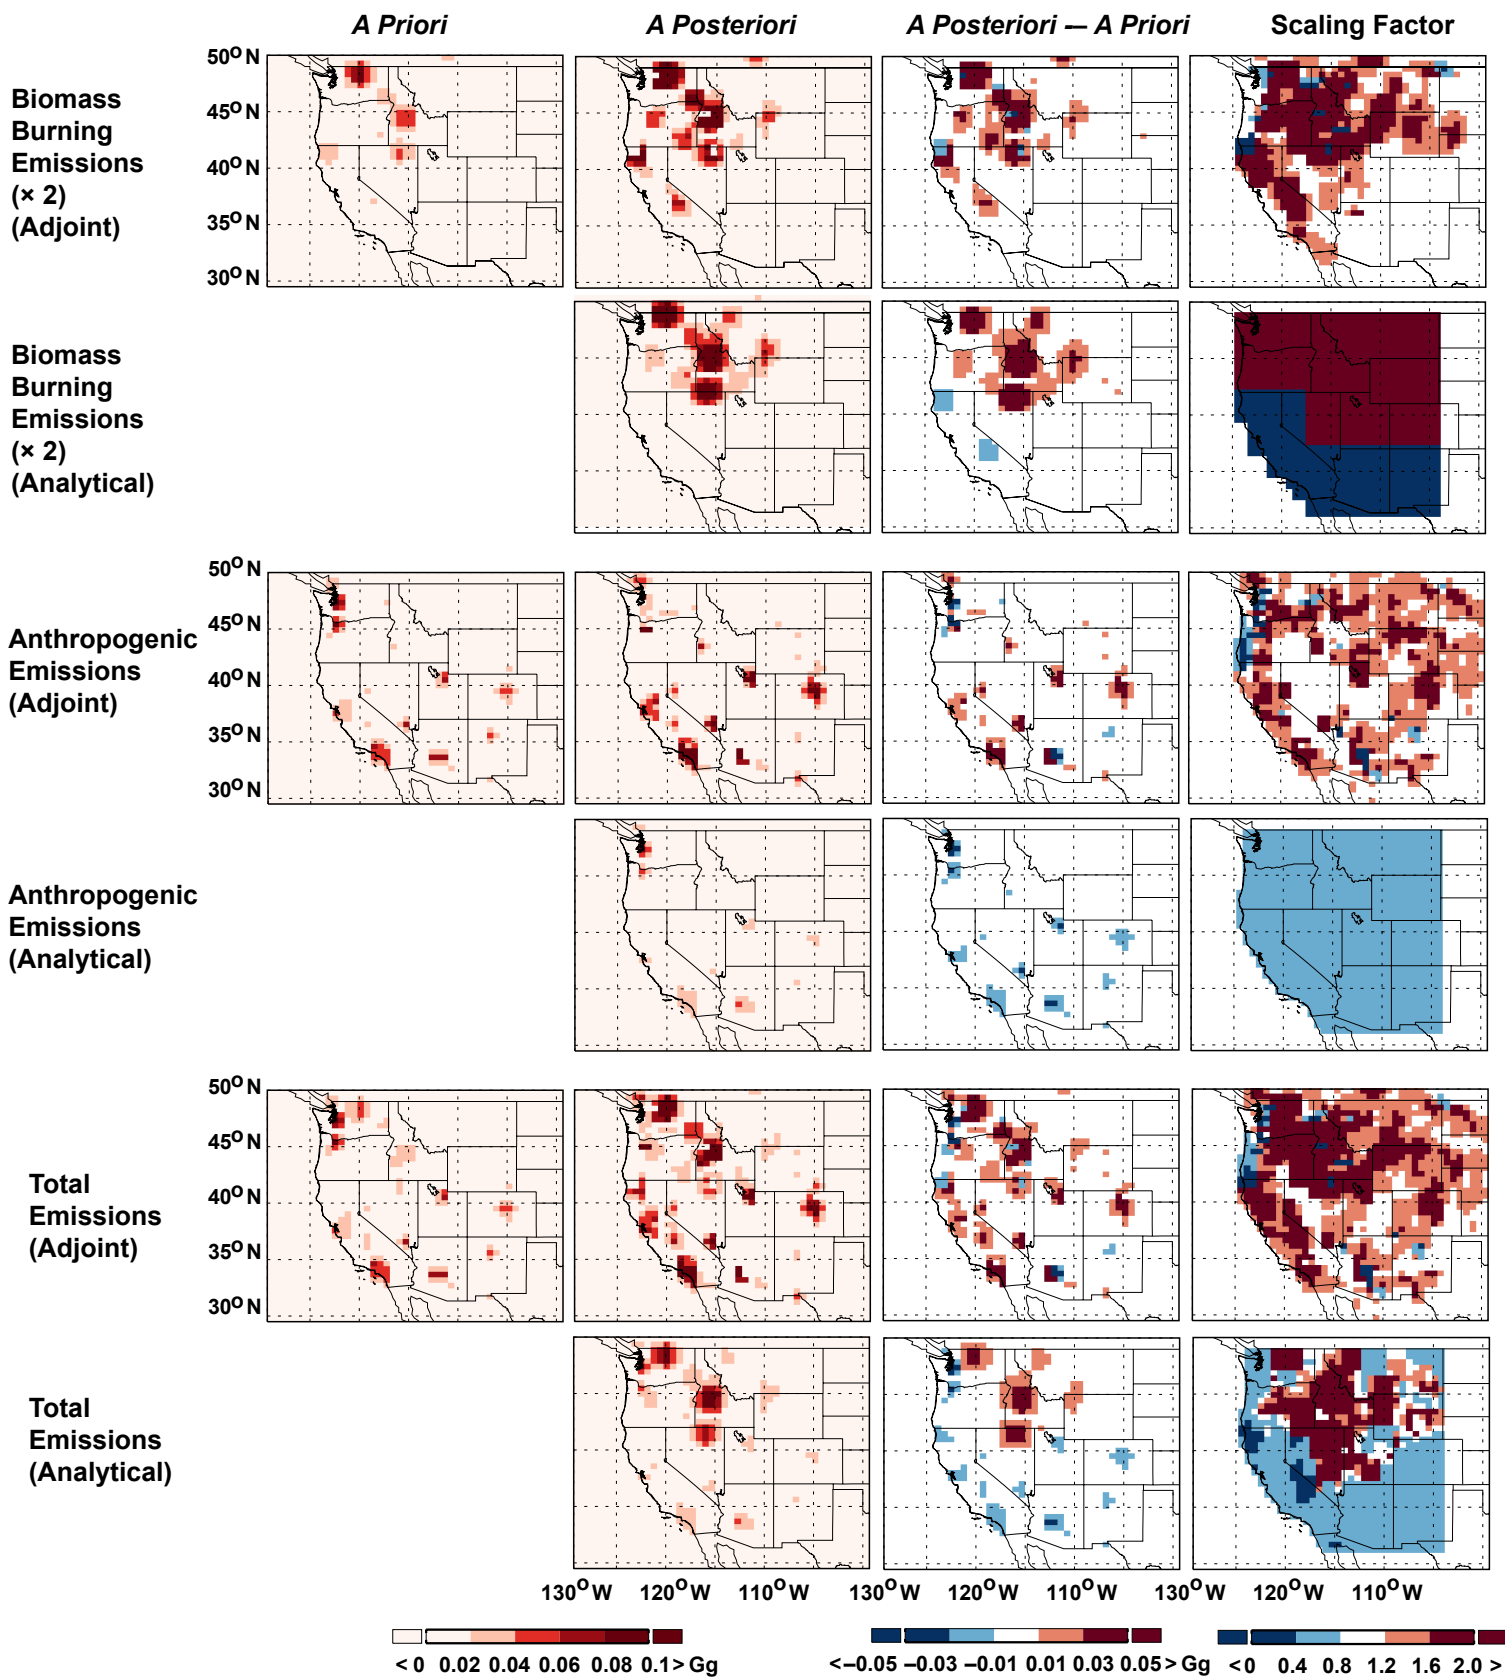 A Priori A Posteriori A Posteriori — A Priori Scaling Factor
50° N
45° N
40° N
35° N
30° N
Biomass
Burning
Emissions
(× 2)
(Adjoint)
Biomass
Burning
Emissions
(× 2)
(Analytical)
50° N
45° N
40° N
35° N
30° N
Anthropogenic
Emissions
(Adjoint)
Anthropogenic
Emissions
(Analytical)
50° N
45° N
40° N
35° N
30° N
Total
Emissions
(Adjoint)
Total
Emissions
(Analytical)
130°W 120°W 110°W 130°W 120°W 110°W 130°W 120°W 110°W
< 0 0.02 0.04 0.06 0.08 0.1 > Gg <−0.05 −0.03 −0.01 0.01 0.03 0.05 > Gg <0 0.4 0.8 1.2 1.6 2.0 >